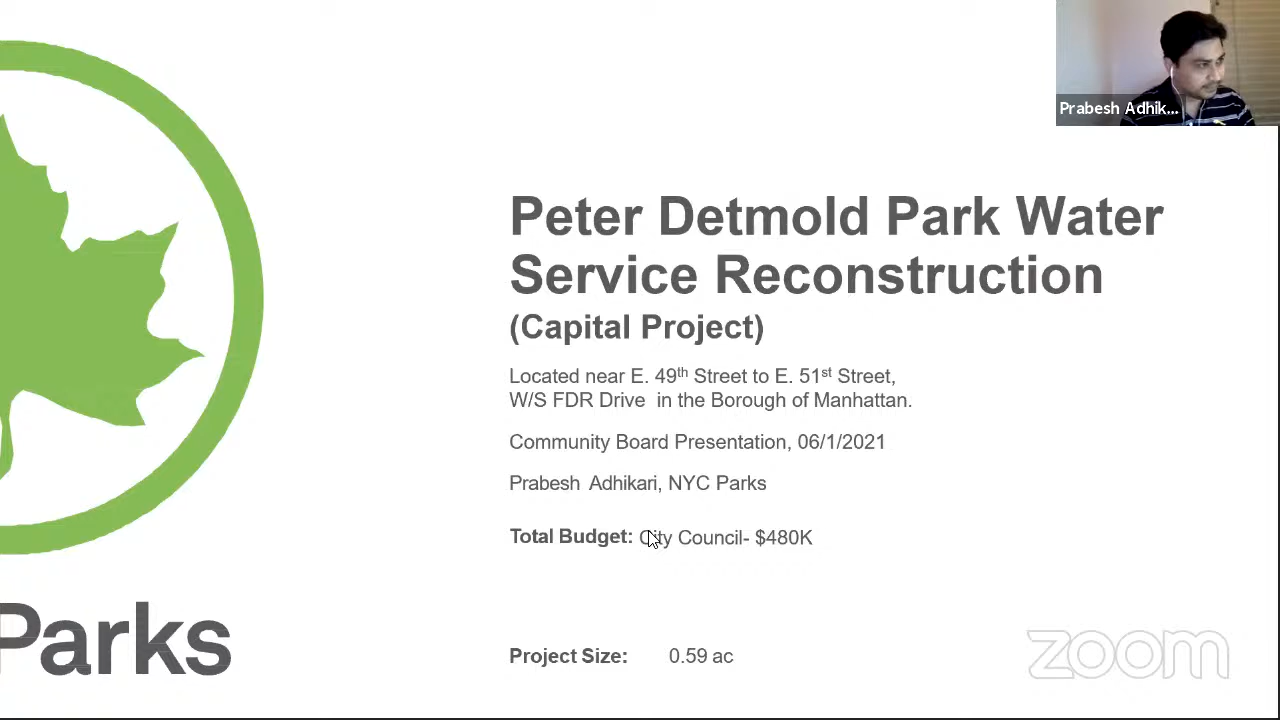 Prabesh Adhik...
Peter Detmold Park Water
Service Reconstruction
(Capital Project)
Located near E. 49th Street to E. 51st Street,
W/S FDR Drive in the Borough of Manhattan.
Community Board Presentation, 06/1/2021
Prabesh Adhikari, NYC Parks
Total Budget: City Council- $480K
Parks
Project Size: 0.59 ac
zoom